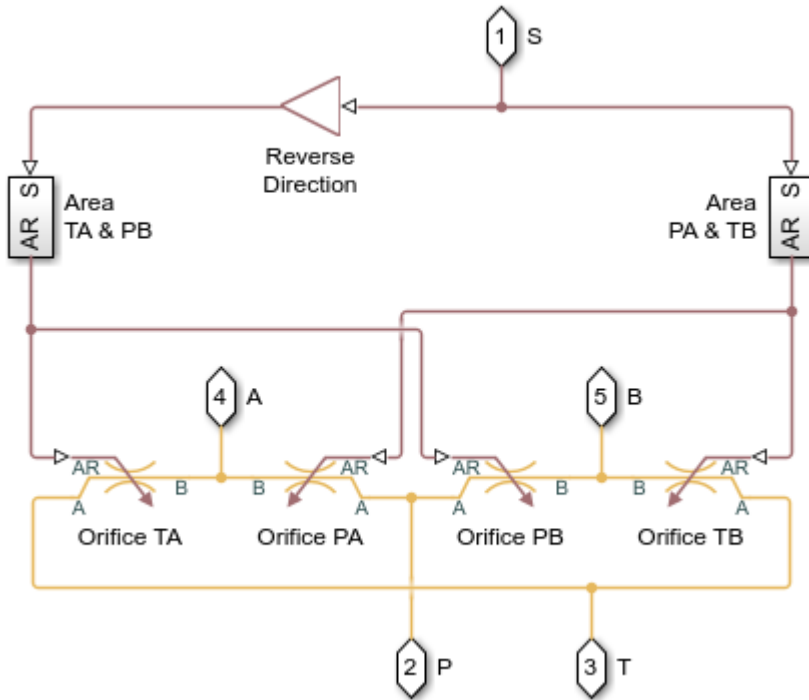 1 S
Reverse
Direction
S
AR
Area
TA & PB
Area
PA & TB
S
AR
4 A
5 B
AR
B
A
B
AR
A
AR
B
A
B
AR
A
Orifice TA
Orifice PA
Orifice PB
Orifice TB
2 P
3 T